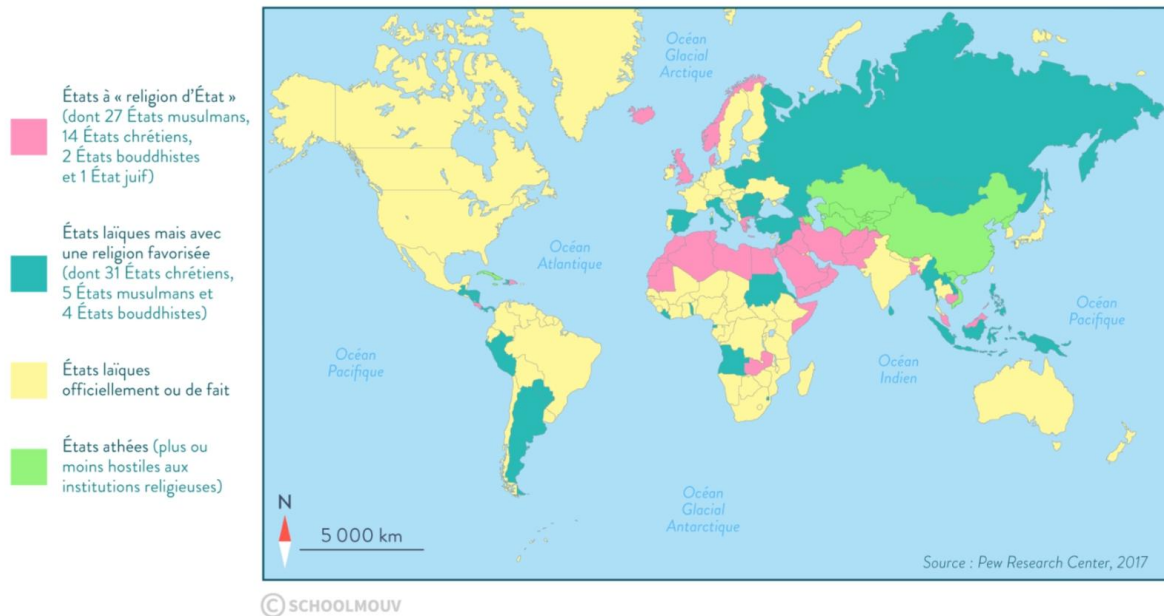 États à « religion d'État »
(dont 27 États musulmans,
14 États chrétiens,
2 États bouddhistes
et 1 État juif)
États laïques mais avec
une religion favorisée
(dont 31 États chrétiens,
5 États musulmans et
4 États bouddhistes)
États laïques
officiellement ou de fait
États athées (plus ou
moins hostiles aux
institutions religieuses)
Océan
Glacial
Arctique
Océan
Atlantique
Océan
Pacifique
Océan
Pacifique
Océan
Indien
Océan
Glacial
Antarctique
N
5 000 km
Source : Pew Research Center, 2017
© SCHOOLMOUV